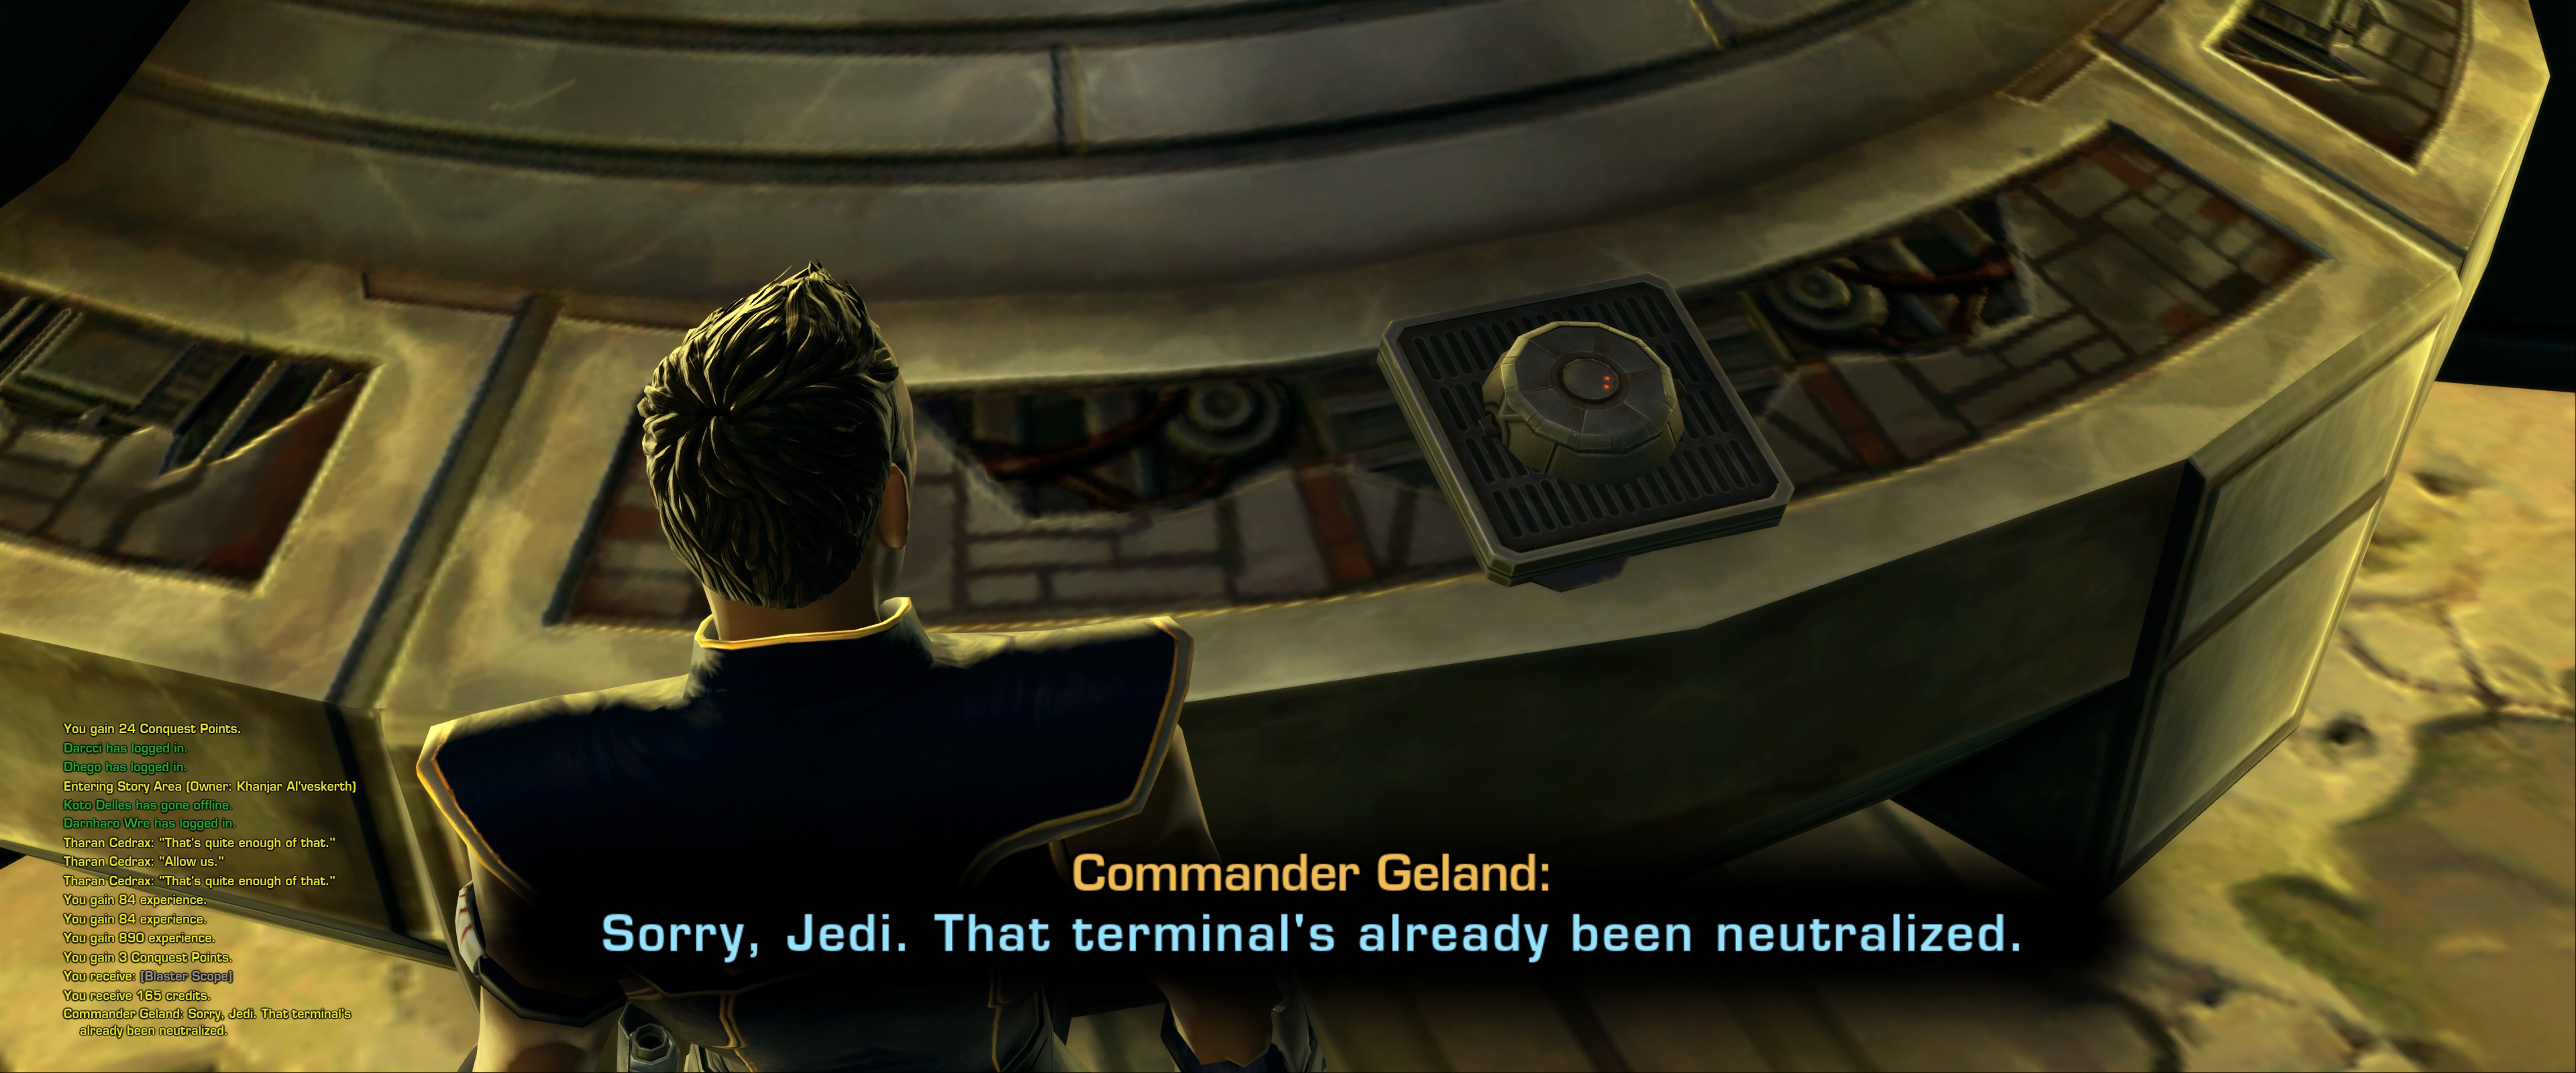 You gain 24 Conquest Points.
Darcci has logged in.
Dhego has logged in.
Entering Story Area (Owner: Khanjar Al'veskerth)
Koto Delles has gone offline.
Darnharo Wre has logged in.
Tharan Cedrax: "That's quite enough of that."
Tharan Cedrax: "Allow us."
Tharan Cedrax: "That's quite enough of that."
You gain 84 experience.
You gain 84 experience.
You gain 890 experience.
You gain 3 Conquest Points.
You receive: [Blaster Scope]
You receive 165 credits.
Commander Geland: Sorry, Jedi. That terminal's
already been neutralized.
Commander Geland:
Sorry, Jedi. That terminal's already been neutralized.